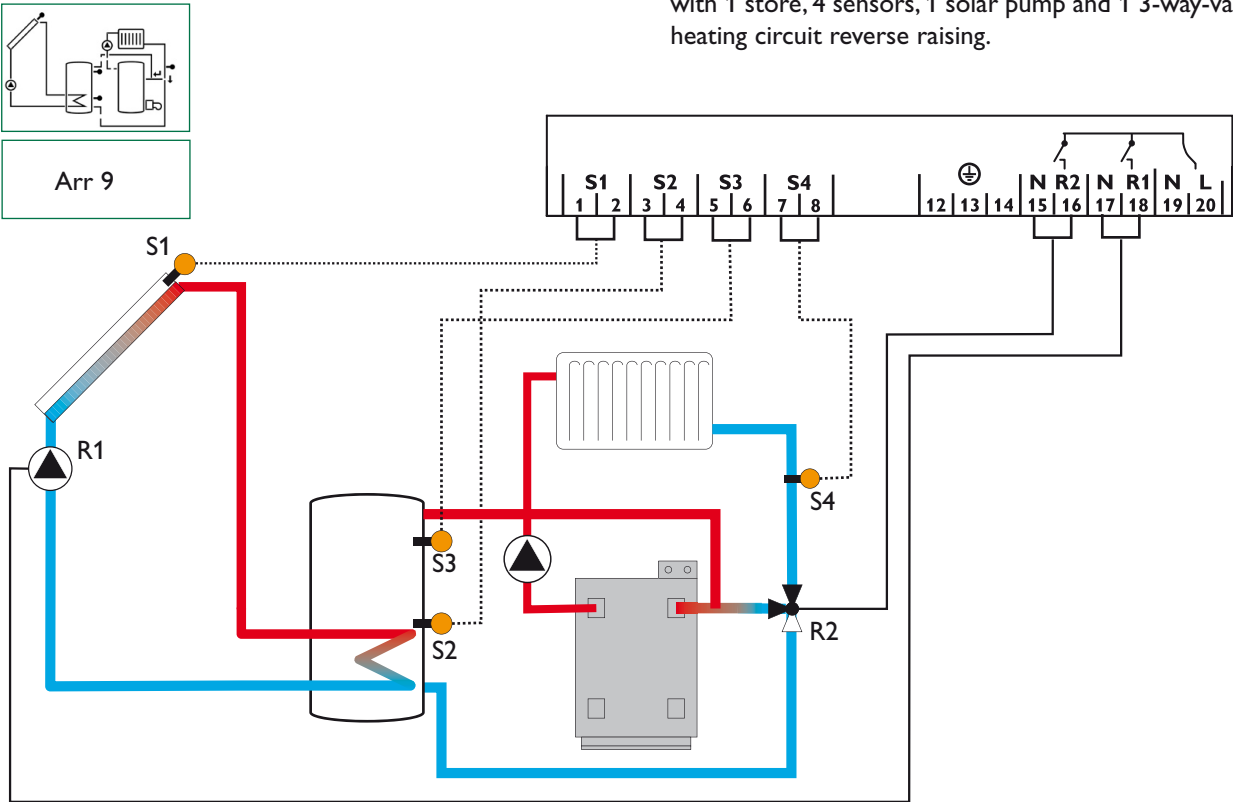 with 1 store, 4 sensors, 1 solar pump and 1 3-way-va
heating circuit reverse raising.
Arr 9
S1 S2 S3 S4 N R2 N R1 N L
1 2 3 4 5 6 7 8 12 13 14 15 16 17 18 19 20
S1
R1
S4
S3
S2
R2